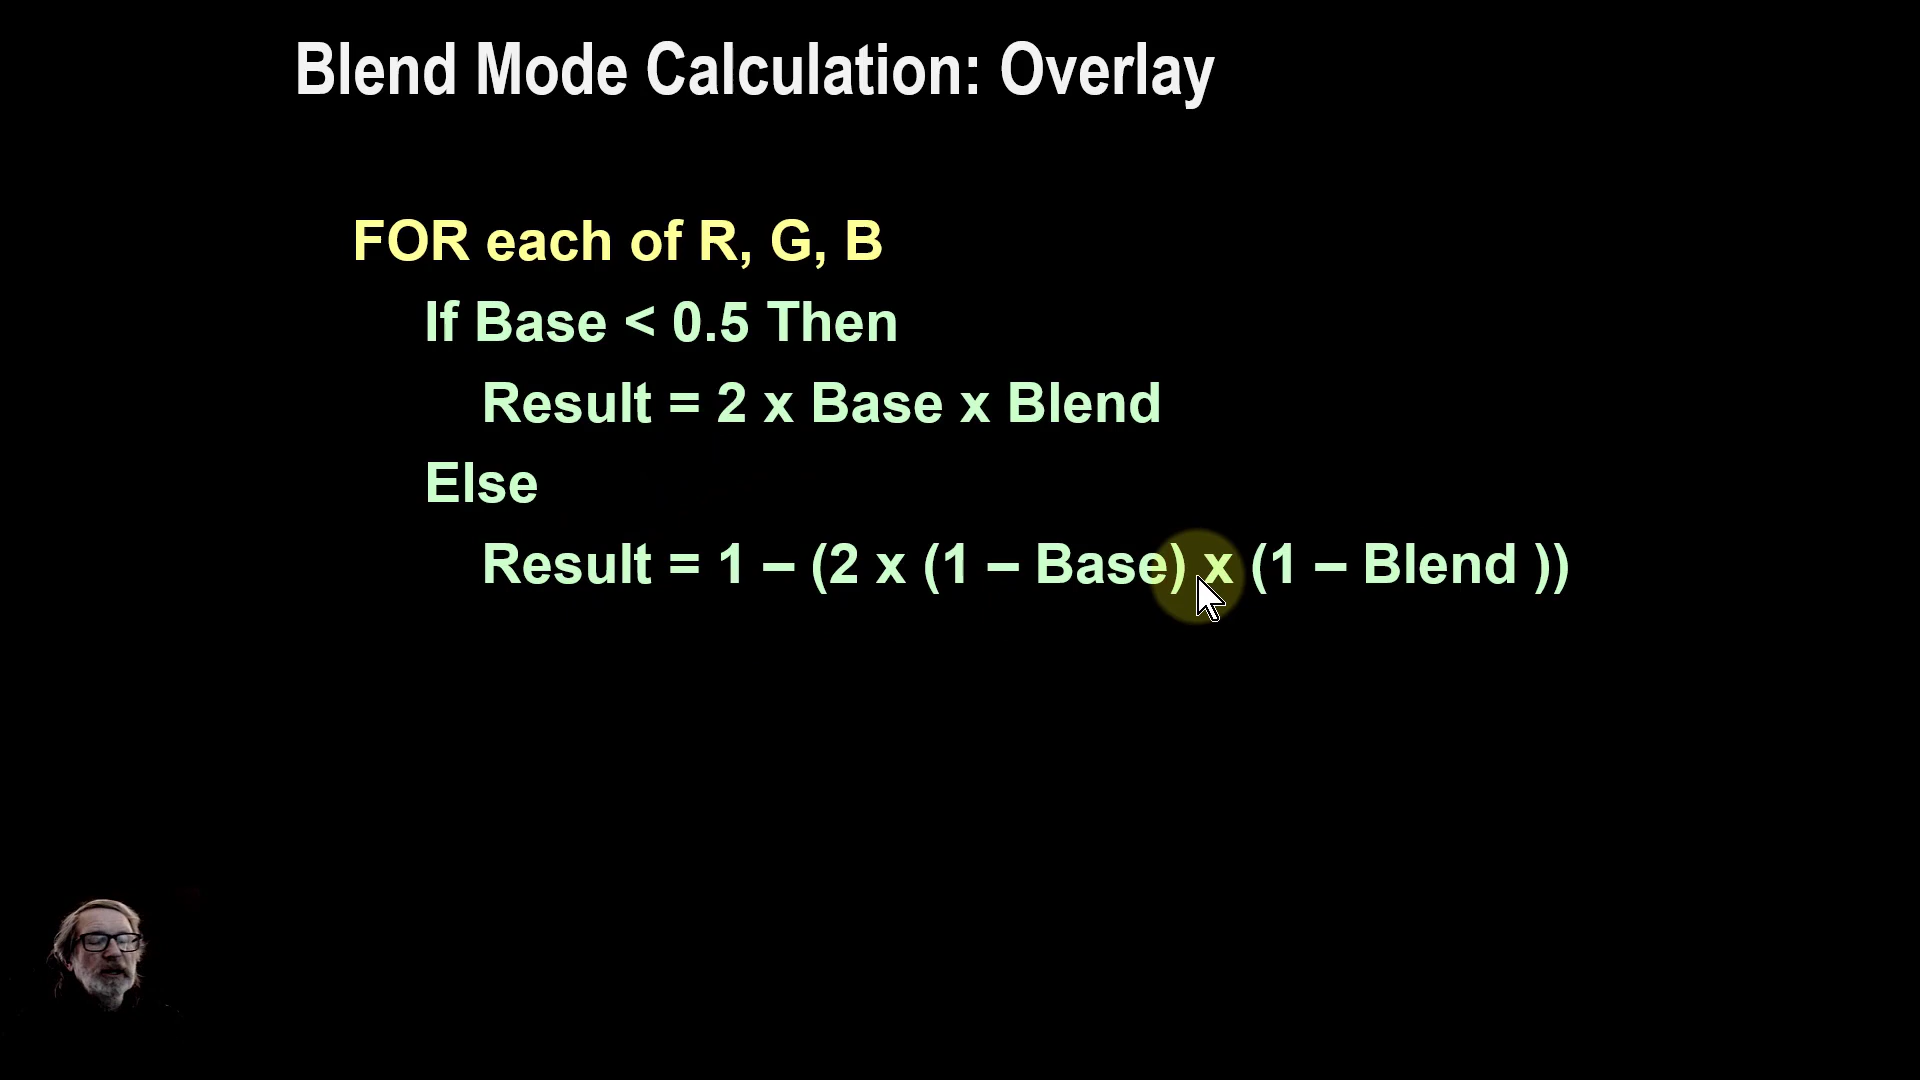 Blend Mode Calculation: Overlay
FOR each of R, G, B
If Base < 0.5 Then
Result = 2 x Base x Blend
Else
Result = 1 – (2 x (1 – Base) x (1 – Blend ))